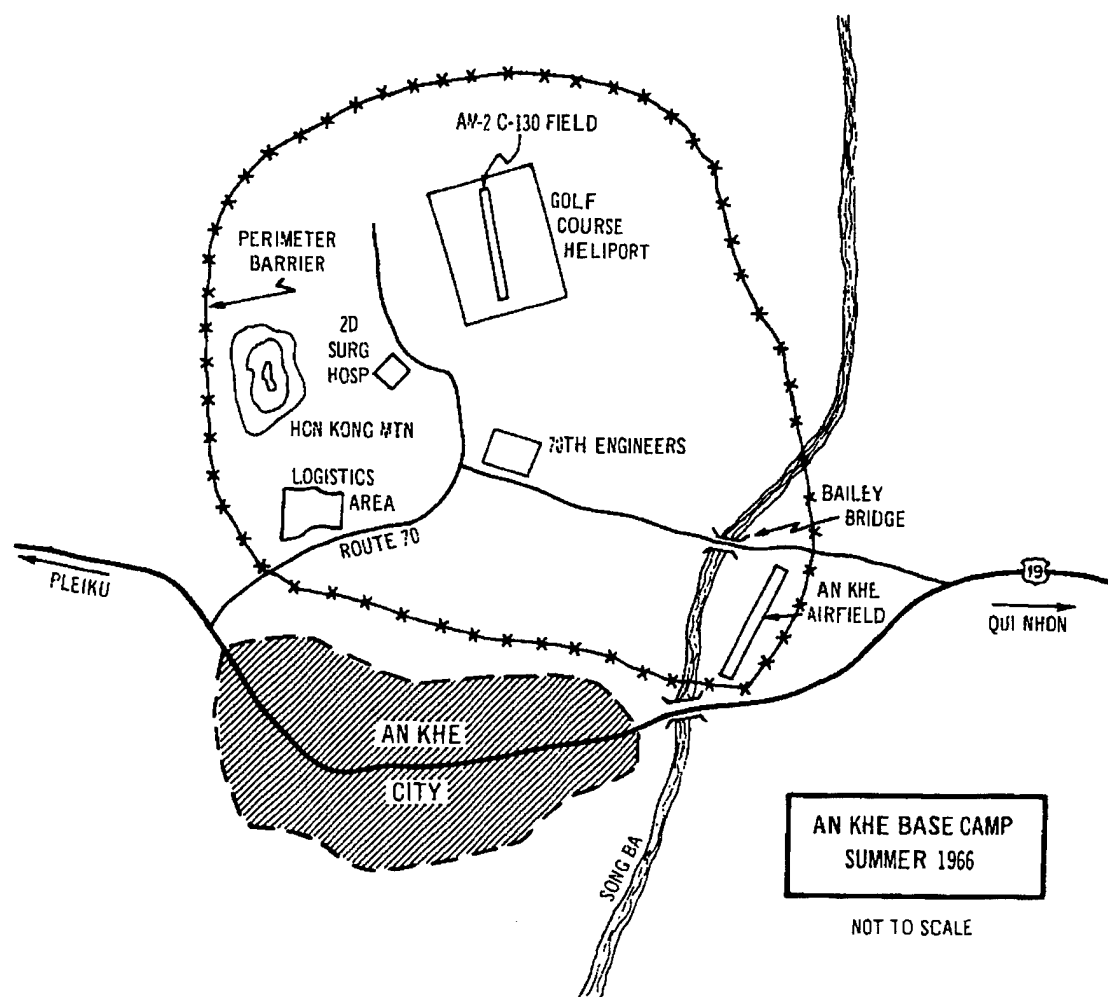 AM-2 C-130 FIELD
GOLF
COURSE
HELIPORT
PERIMETER
BARRIER
2D
SURG
HOSP
HON KONG MTN
70TH ENGINEERS
LOGISTICS
AREA
BAILEY
BRIDGE
ROUTE 70
PLEIKU
19
AN KHE
AIRFIELD
QUI NHON
AN KHE
CITY
SONG BA
AN KHE BASE CAMP
SUMMER 1966
NOT TO SCALE